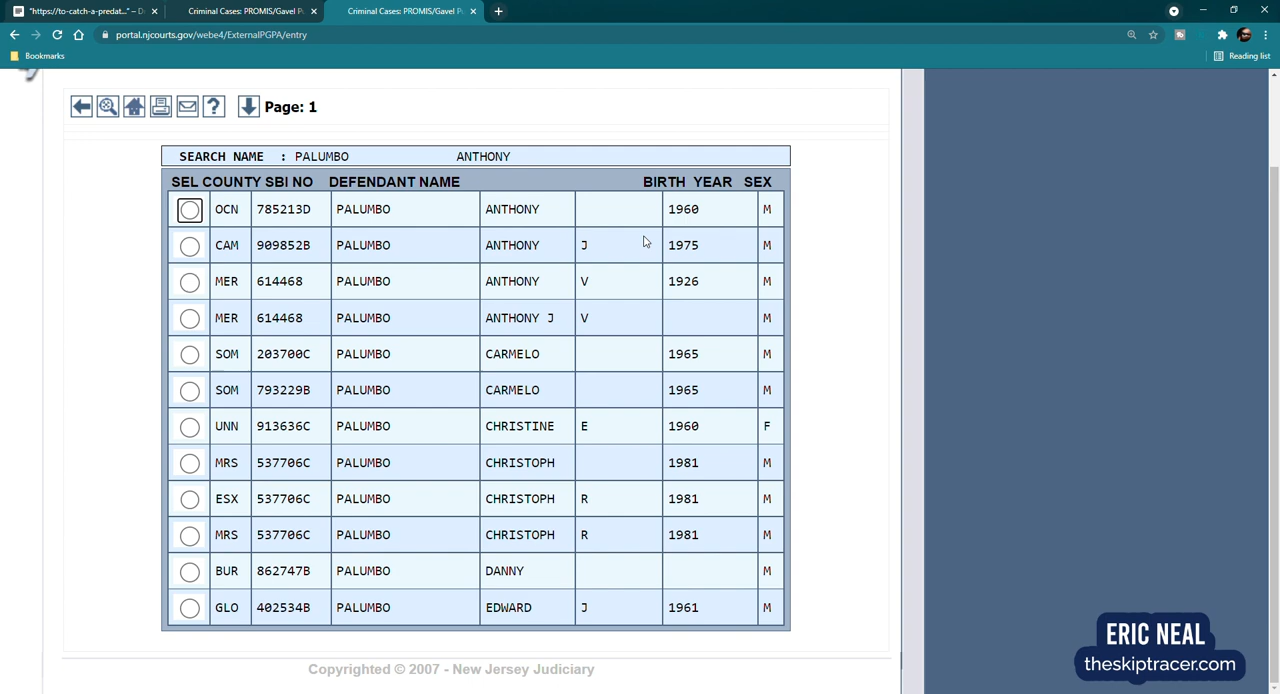 "https://to-catch-a-predat..." – D
Criminal Cases: PROMIS/Gavel P
Criminal Cases: PROMIS/Gavel P
portal.njcourts.gov/webe4/ExternalPGPA/entry
Bookmarks
Reading list
Page: 1
SEARCH NAME : PALUMBO ANTHONY
SEL COUNTY SBI NO DEFENDANT NAME BIRTH YEAR SEX
OCN 785213D PALUMBO ANTHONY 1960 M
CAM 909852B PALUMBO ANTHONY J 1975 M
MER 614468 PALUMBO ANTHONY V 1926 M
MER 614468 PALUMBO ANTHONY J V M
SOM 203700C PALUMBO CARMELO 1965 M
SOM 793229B PALUMBO CARMELO 1965 M
UNN 913636C PALUMBO CHRISTINE E 1960 F
MRS 537706C PALUMBO CHRISTOPH 1981 M
ESX 537706C PALUMBO CHRISTOPH R 1981 M
MRS 537706C PALUMBO CHRISTOPH R 1981 M
BUR 862747B PALUMBO DANNY M
GLO 402534B PALUMBO EDWARD J 1961 M
Copyrighted © 2007 - New Jersey Judiciary
ERIC NEAL
theskiptracer.com